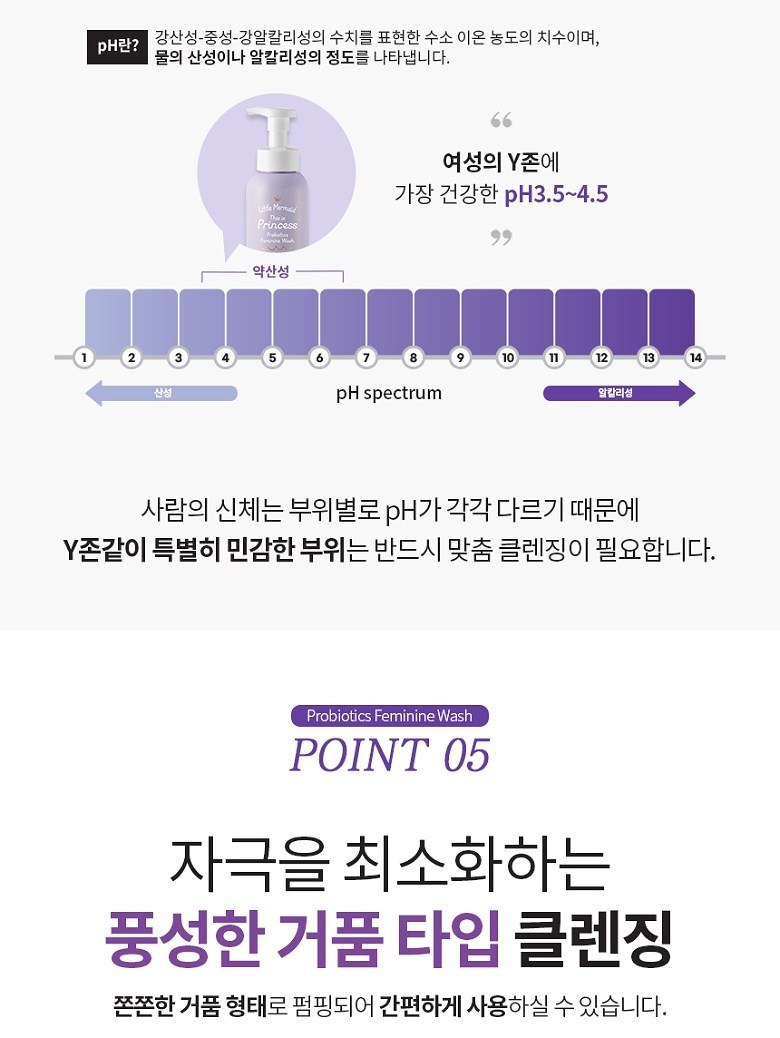 pH란?
강산성-중성-강알칼리성의 수치를 표현한 수소 이온 농도의 치수이며,
물의 산성이나 알칼리성의 정도를 나타냅니다.
Little Mermaid
This is
Princess
Probiotics
Feminine Wash
“
여성의 Y존에
가장 건강한 pH3.5~4.5
”
약산성
1 2 3 4 5 6 7 8 9 10 11 12 13 14
산성 pH spectrum 알칼리성
사람의 신체는 부위별로 pH가 각각 다르기 때문에
Y존같이 특별히 민감한 부위는 반드시 맞춤 클렌징이 필요합니다.
Probiotics Feminine Wash
POINT 05
자극을 최소화하는
풍성한 거품 타입 클렌징
쫀쫀한 거품 형태로 펌핑되어 간편하게 사용하실 수 있습니다.